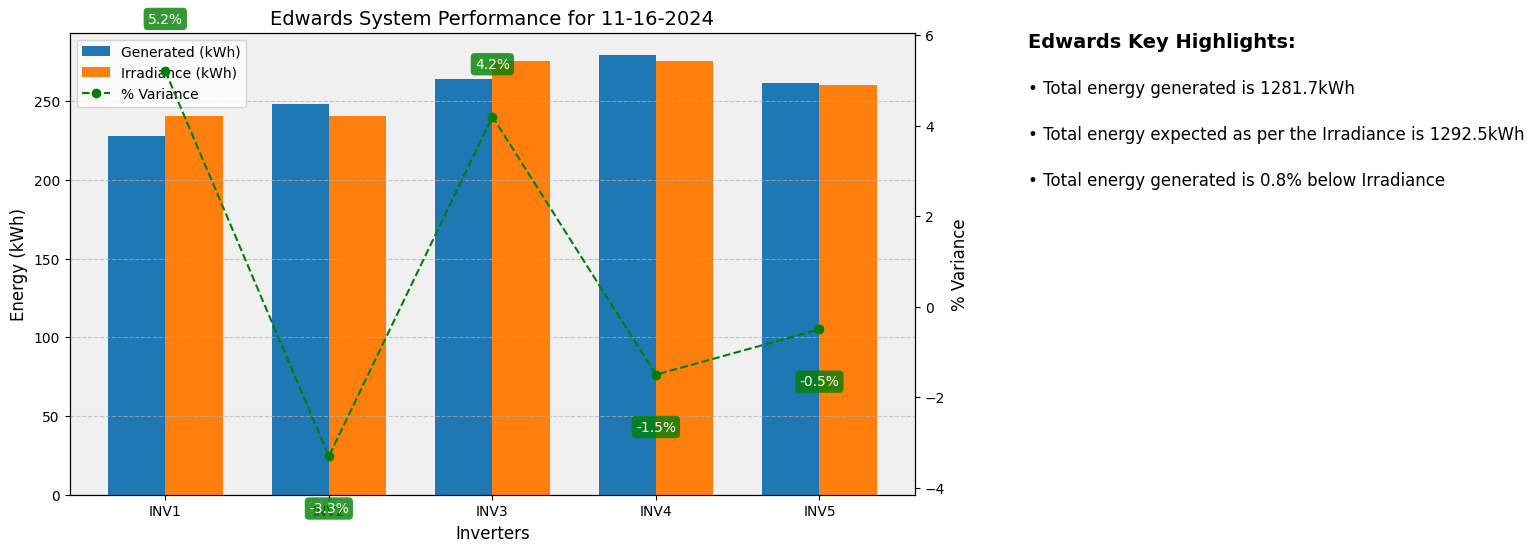 Edwards System Performance for 11-16-2024
5.2%
Generated (kWh)
Irradiance (kWh)
% Variance
4.2%
-3.3%
-1.5%
-0.5%
Energy (kWh)
250
200
150
100
50
0
6
4
2
0
−2
−4
% Variance
INV1
INV3
INV4
INV5
Inverters
Edwards Key Highlights:
• Total energy generated is 1281.7kWh
• Total energy expected as per the Irradiance is 1292.5kWh
• Total energy generated is 0.8% below Irradiance